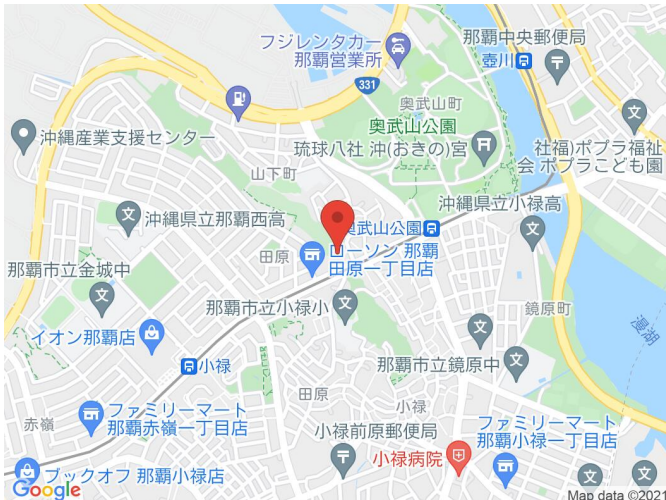 フジレンタカー
那覇営業所
那覇中央郵便局
壺川
331
奥武山町
奥武山公園
琉球八社 沖(おきの)宮
社福)ポプラ福祉
会 ポプラこども園
沖縄産業支援センター
山下町
沖縄県立那覇西高
沖縄県立小禄高
奥武山公園
田原
ローソン 那覇
田原一丁目店
那覇市立金城中
那覇市立小禄小
鏡原町
漫湖
イオン那覇店
那覇市立鏡原中
小禄
田原
小禄
赤嶺
ファミリーマート
那覇赤嶺一丁目店
小禄前原郵便局
ファミリーマート
那覇小禄一丁目店
小禄病院
ブックオフ 那覇小禄店
Google
Map data ©2021
文
文
文
文
文
文